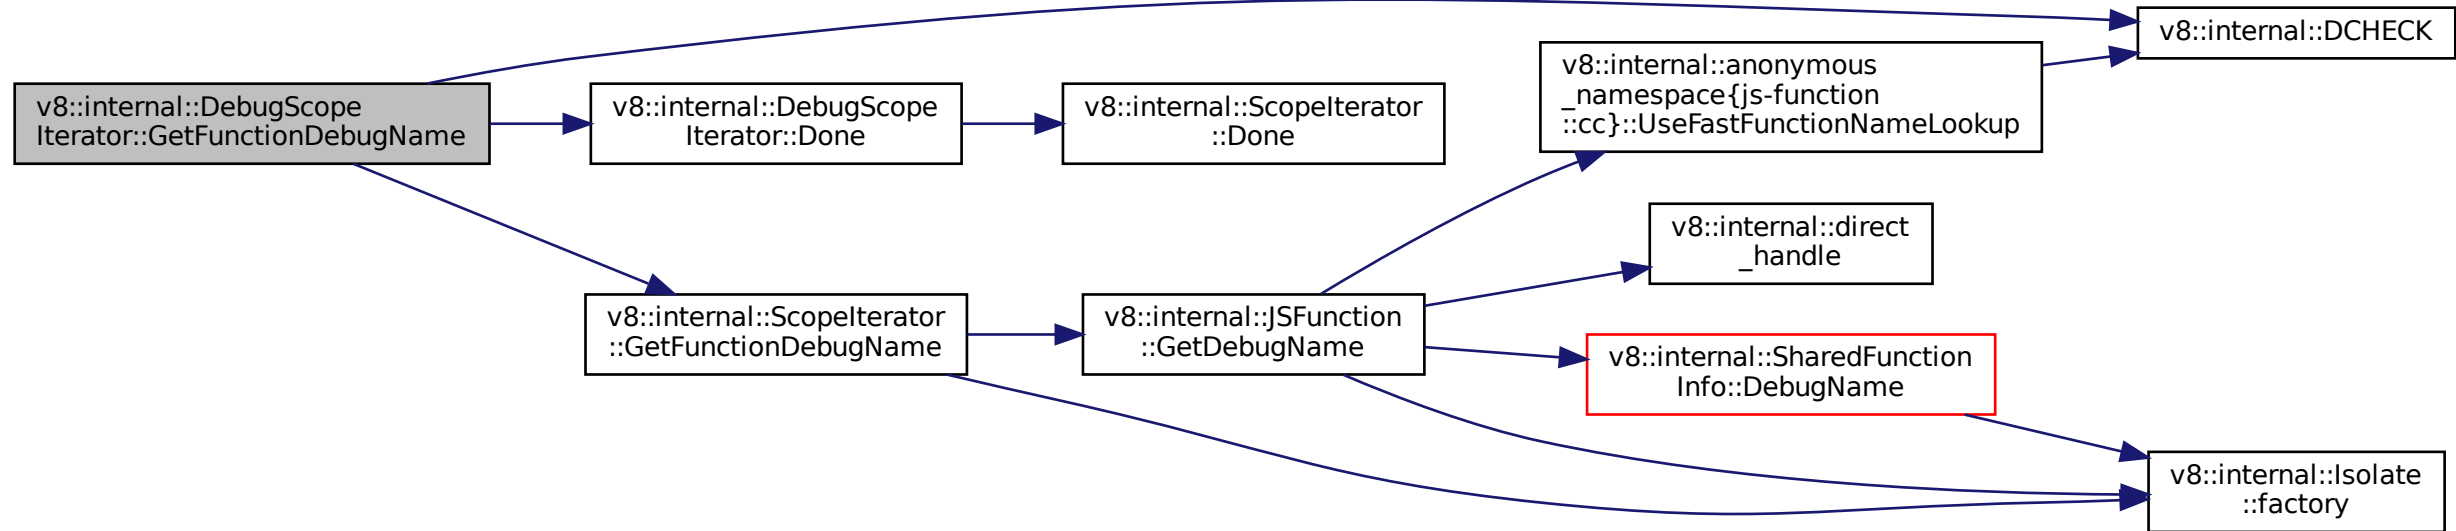 v8::internal::DebugScope
Iterator::GetFunctionDebugName
v8::internal::DebugScope
Iterator::Done
v8::internal::ScopeIterator
::Done
v8::internal::ScopeIterator
::GetFunctionDebugName
v8::internal::JSFunction
::GetDebugName
v8::internal::anonymous
_namespace{js-function
::cc}::UseFastFunctionNameLookup
v8::internal::DCHECK
v8::internal::direct
_handle
v8::internal::SharedFunction
Info::DebugName
v8::internal::Isolate
::factory